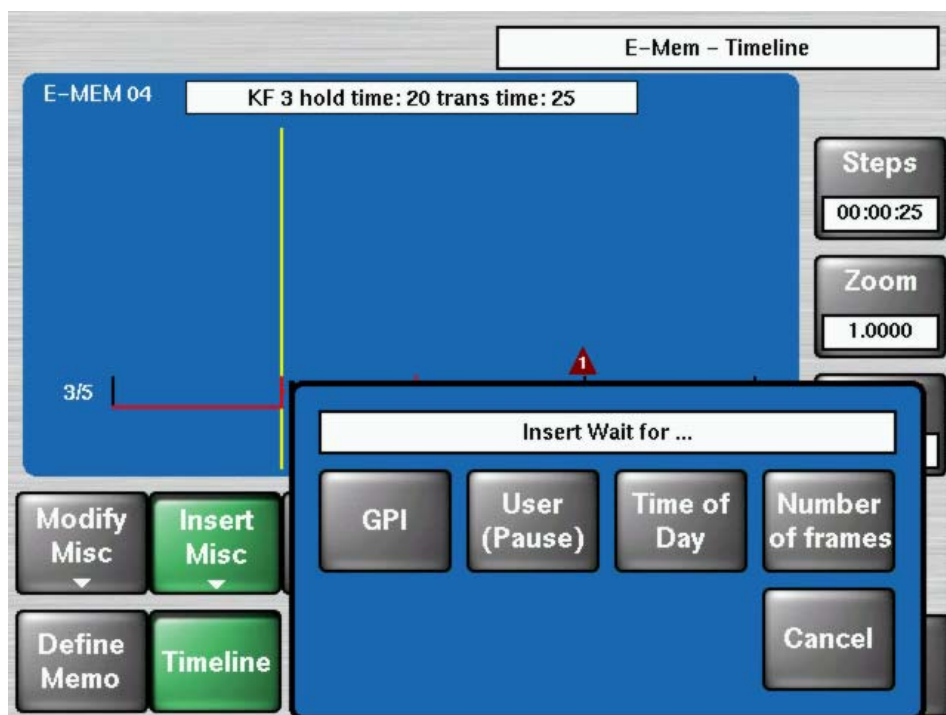 E-Mem - Timeline
E-MEM 04
KF 3 hold time: 20 trans time: 25
Steps
00:00:25
Zoom
1.0000
1
3/5
Insert Wait for ...
GPI
User
(Pause)
Time of
Day
Number
of frames
Modify
Misc
Insert
Misc
Cancel
Define
Memo
Timeline